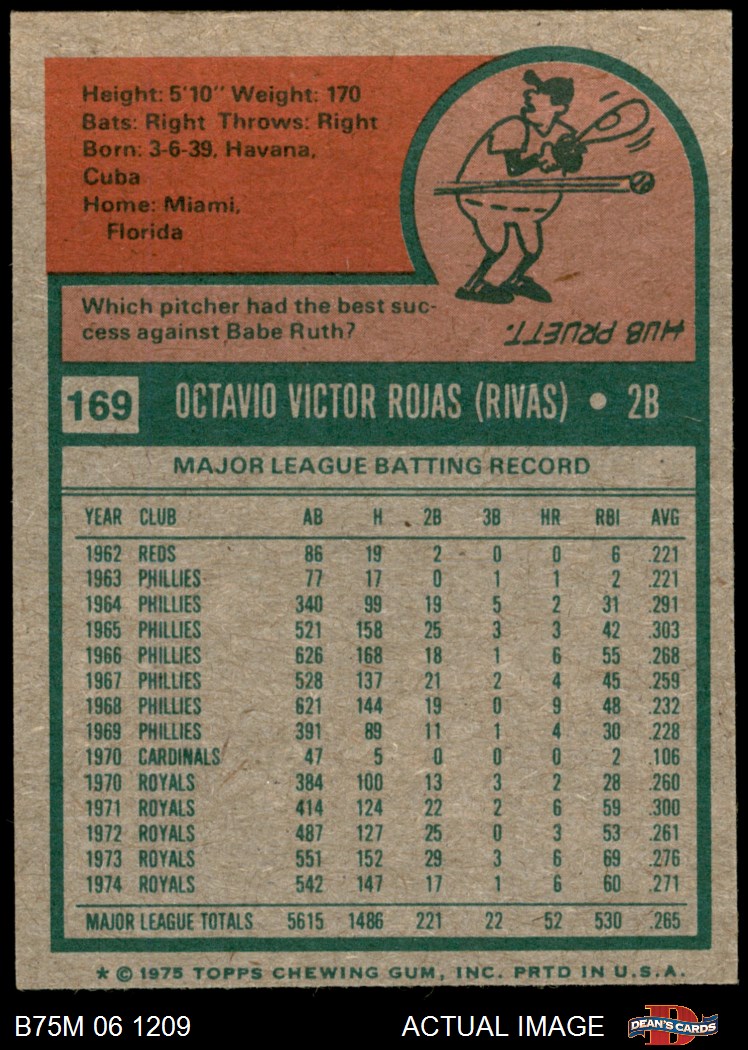 Height: 5'10" Weight: 170
Bats: Right Throws: Right
Born: 3-6-39, Havana,
Cuba
Home: Miami,
Florida
Which pitcher had the best suc-
cess against Babe Ruth?
HUB PRUETT.
169 OCTAVIO VICTOR ROJAS (RIVAS) • 2B
MAJOR LEAGUE BATTING RECORD
YEAR CLUB AB H 2B 3B HR RBI AVG
1962 REDS 86 19 2 0 0 6 .221
1963 PHILLIES 77 17 0 1 1 2 .221
1964 PHILLIES 340 99 19 5 2 31 .291
1965 PHILLIES 521 158 25 3 3 42 .303
1966 PHILLIES 626 168 18 1 6 55 .268
1967 PHILLIES 528 137 21 2 4 45 .259
1968 PHILLIES 621 144 19 0 9 48 .232
1969 PHILLIES 391 89 11 1 4 30 .228
1970 CARDINALS 47 5 0 0 0 2 .106
1970 ROYALS 384 100 13 3 2 28 .260
1971 ROYALS 414 124 22 2 6 59 .300
1972 ROYALS 487 127 25 0 3 53 .261
1973 ROYALS 551 152 29 3 6 69 .276
1974 ROYALS 542 147 17 1 6 60 .271
MAJOR LEAGUE TOTALS 5615 1486 221 22 52 530 .265
* © 1975 TOPPS CHEWING GUM, INC. PRTD IN U.S.A.
B75M 06 1209 ACTUAL IMAGE D DEAN'S CARDS